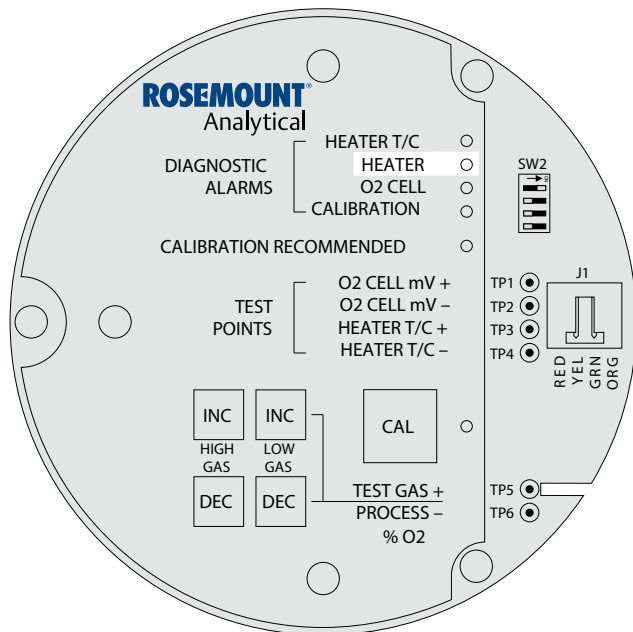 ROSEMOUNT®
Analytical
DIAGNOSTIC
ALARMS
HEATER T/C
HEATER
O2 CELL
CALIBRATION
CALIBRATION RECOMMENDED
TEST
POINTS
O2 CELL mV +
O2 CELL mV –
HEATER T/C +
HEATER T/C –
SW2
TP1
TP2
TP3
TP4
J1
RED
YEL
GRN
ORG
INC
INC
HIGH
GAS
LOW
GAS
DEC
DEC
CAL
TEST GAS +
PROCESS –
% O2
TP5
TP6